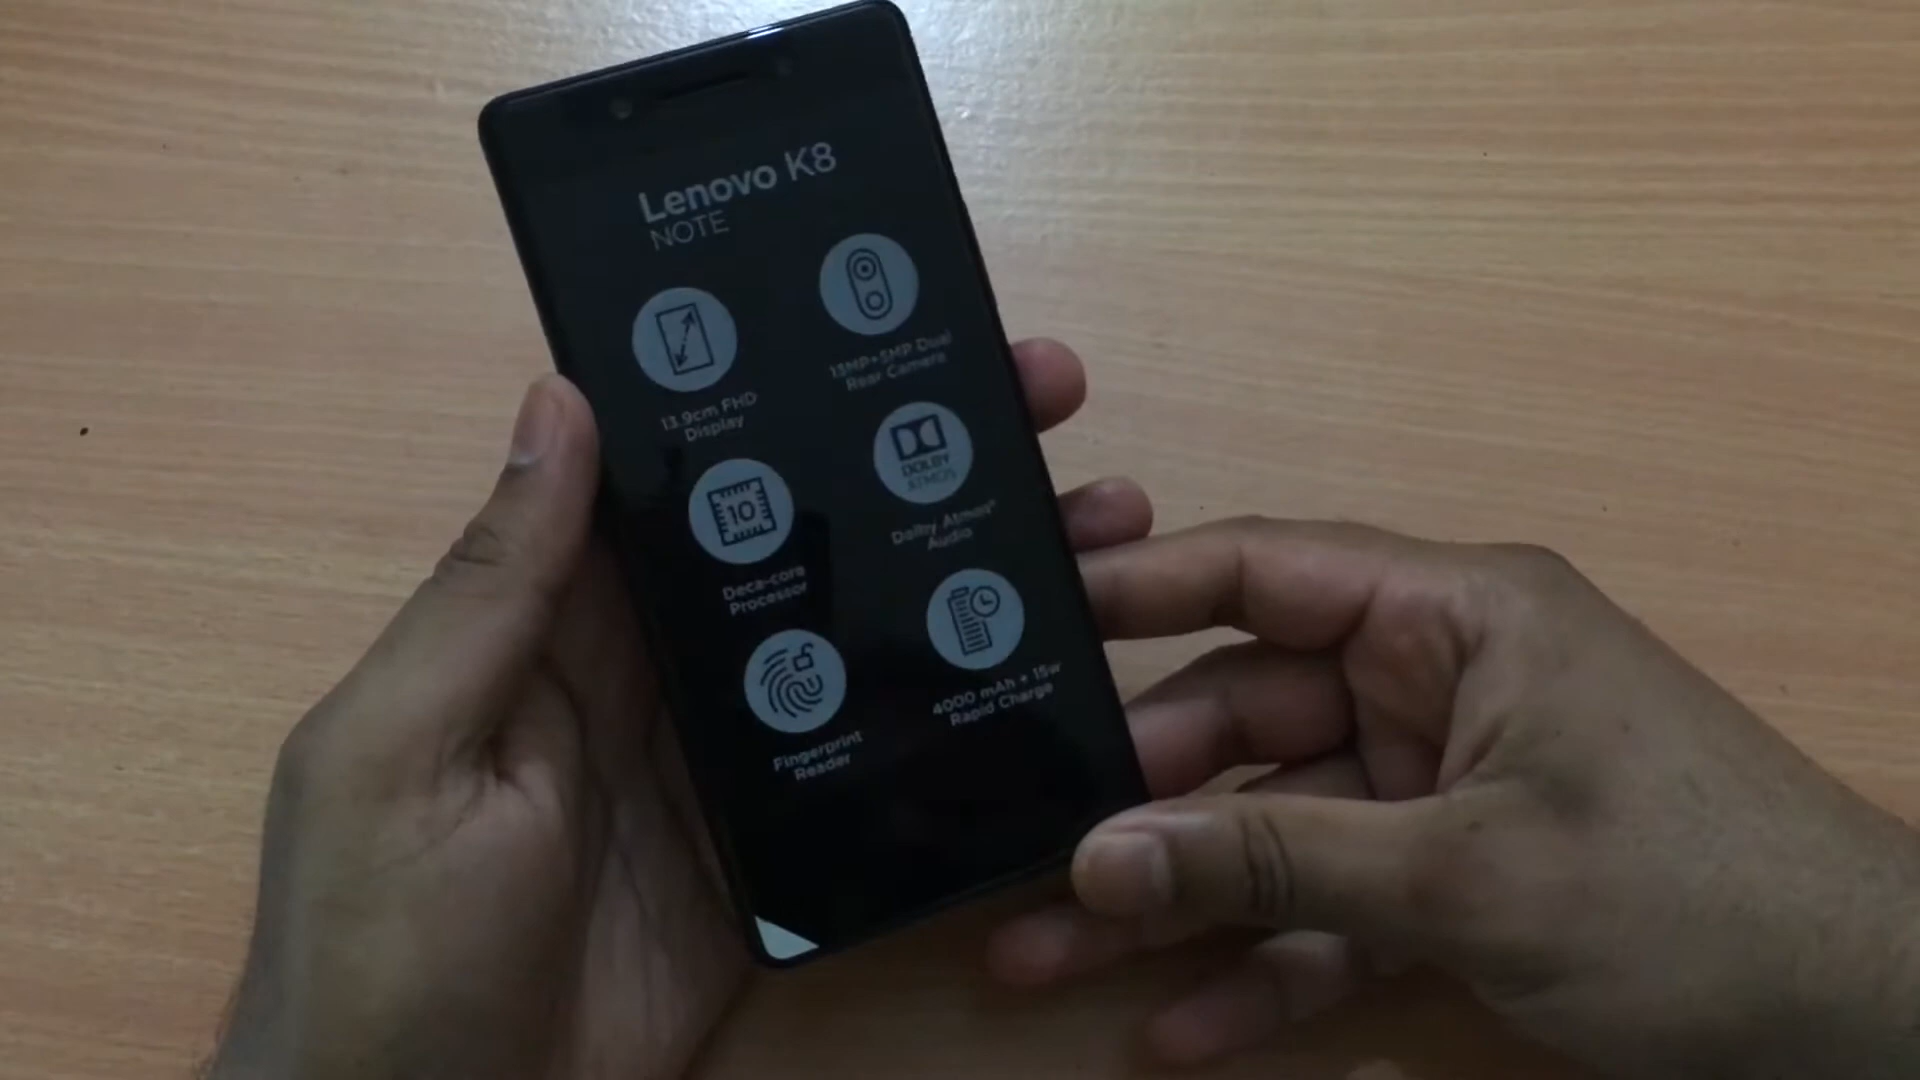 Lenovo K8
NOTE
13.9cm FHD
Display
13MP+5MP Dual
Rear Camera
10
Deca-core
Processor
DOLBY
ATMOS
Dolby Atmos®
Audio
Fingerprint
Reader
4000 mAh + 15w
Rapid Charge